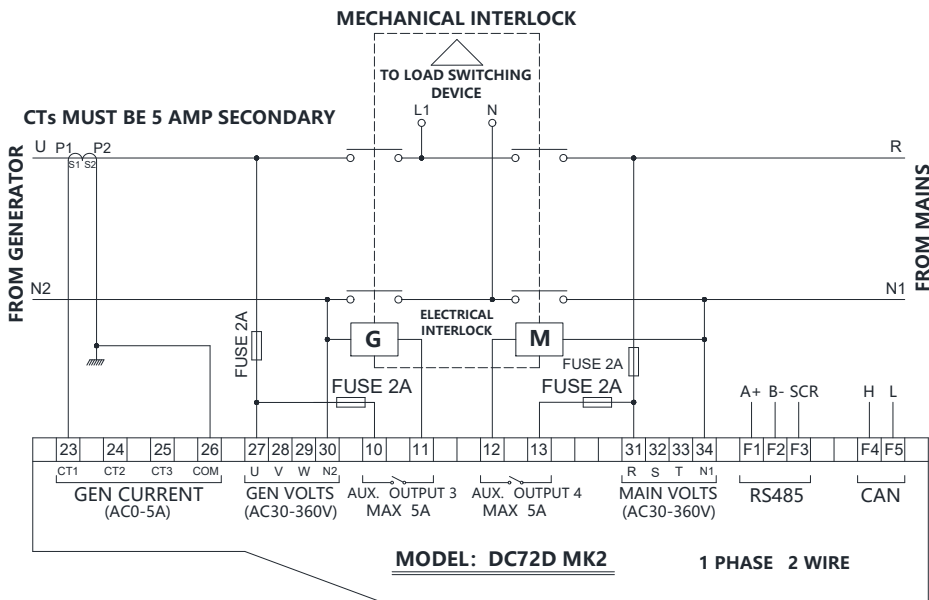 MECHANICAL INTERLOCK
TO LOAD SWITCHING
DEVICE
L1 N
CTs MUST BE 5 AMP SECONDARY
U P1 P2
S1 S2
R
FROM GENERATOR
FROM MAINS
N2
N1
ELECTRICAL
INTERLOCK
G M
FUSE 2A
FUSE 2A
FUSE 2A
FUSE 2A
A+ B- SCR
H L
23 24 25 26 27 28 29 30 10 11 12 13 31 32 33 34 F1 F2 F3 F4 F5
CT1 CT2 CT3 COM U V W N2 R S T N1
GEN CURRENT
(AC0-5A)
GEN VOLTS
(AC30-360V)
AUX. OUTPUT 3
MAX 5A
AUX. OUTPUT 4
MAX 5A
MAIN VOLTS
(AC30-360V)
RS485
CAN
MODEL: DC72D MK2
1 PHASE 2 WIRE